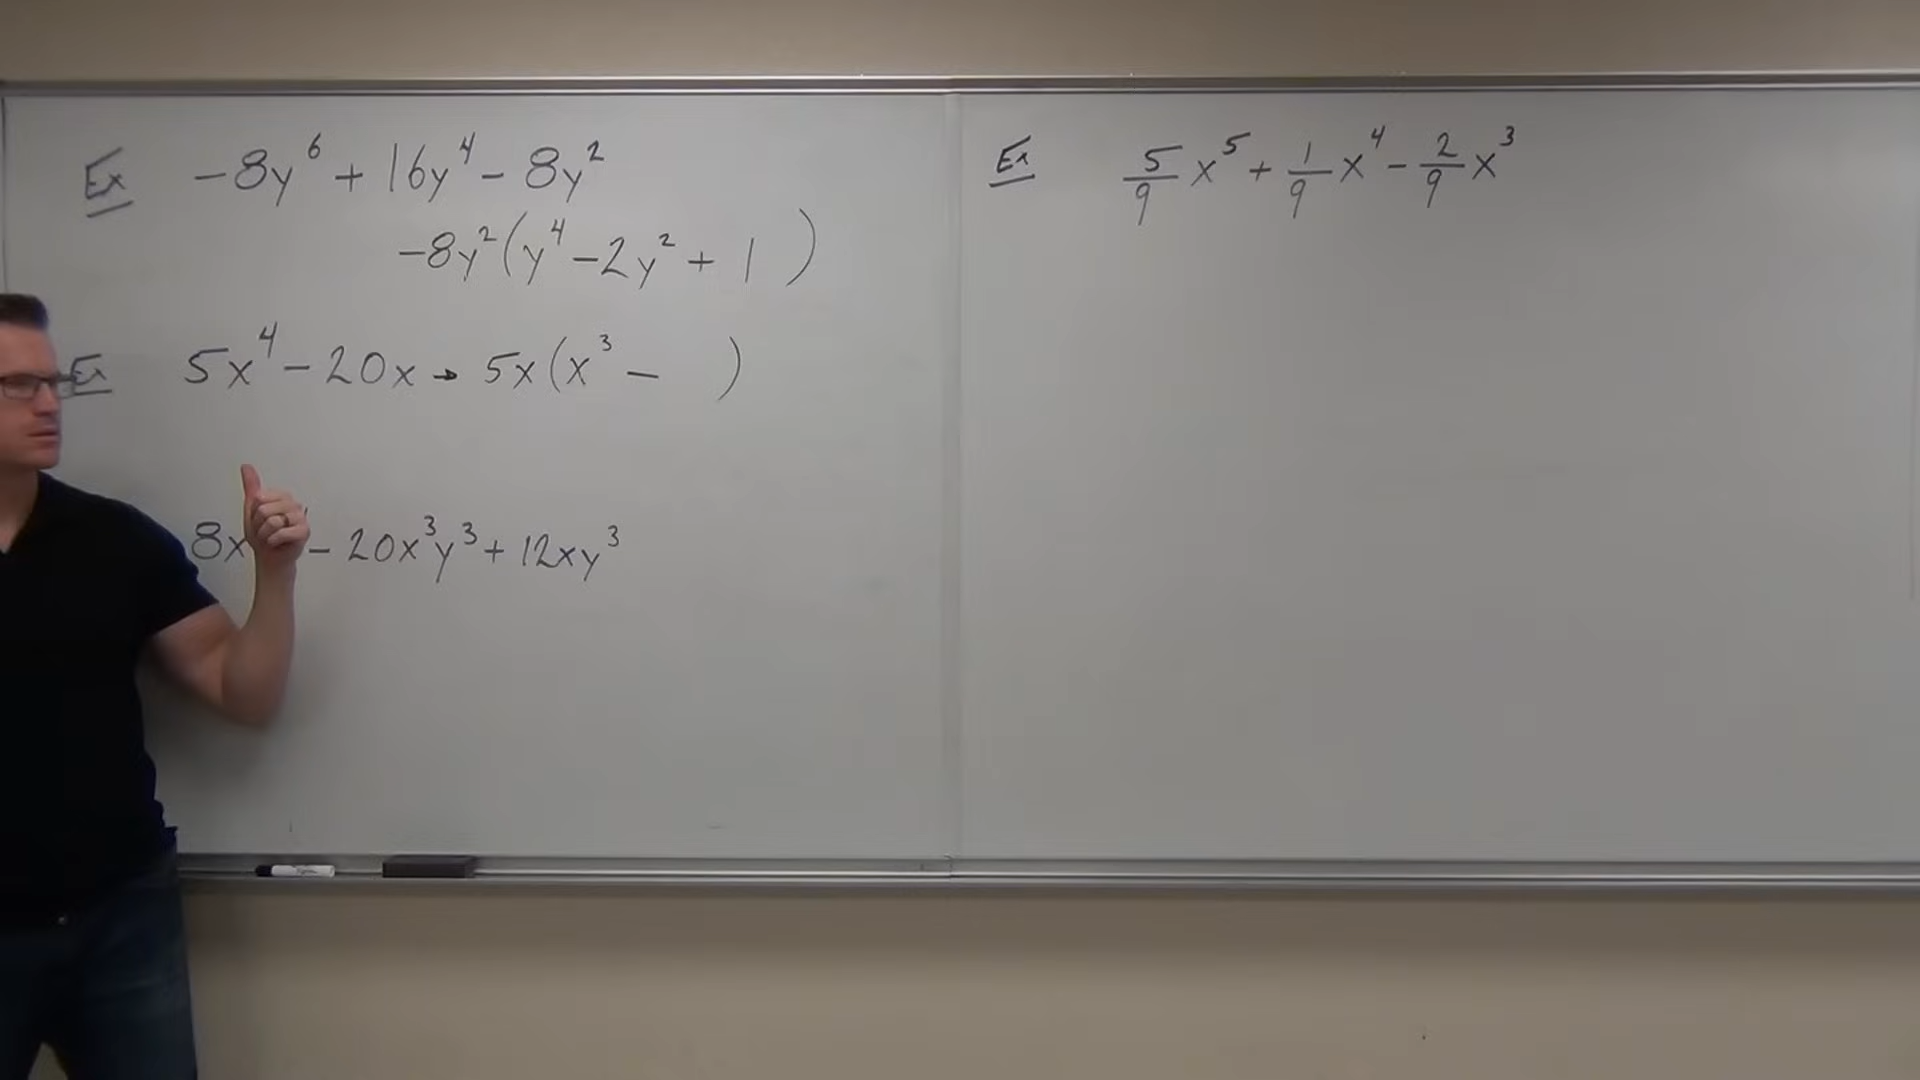 Ex -8y⁶ + 16y⁴ - 8y²
-8y²(y⁴ - 2y² + 1 )
Ex 5x⁴ - 20x → 5x(x³ - )
8x - 20x³y³ + 12xy³
Ex 5/9 x⁵ + 1/9 x⁴ - 2/9 x³